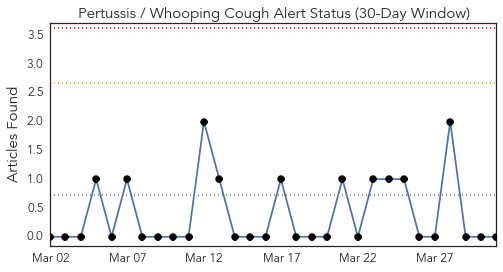 Pertussis / Whooping Cough Alert Status (30-Day Window)
Articles Found
3.5
3.0
2.5
2.0
1.5
1.0
0.5
0.0
Mar 02 Mar 07 Mar 12 Mar 17 Mar 22 Mar 27